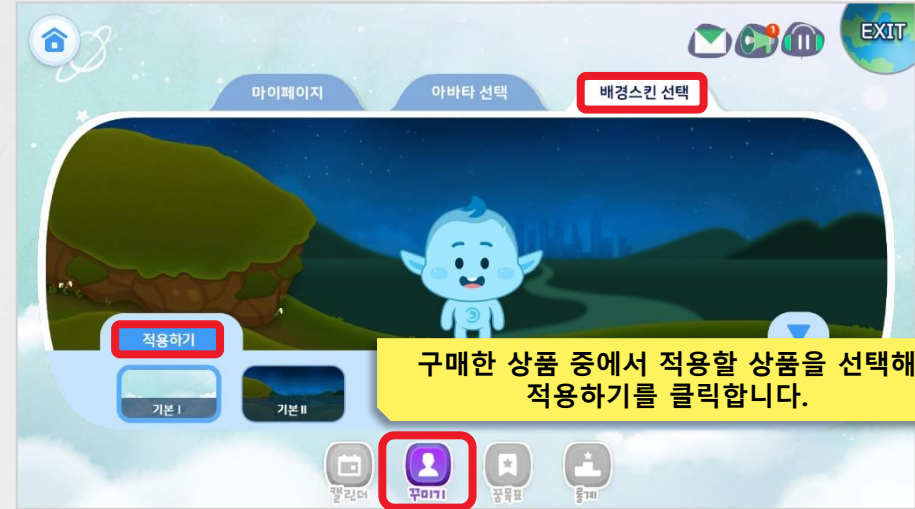 EXIT
1
마이페이지
아바타 선택
배경스킨 선택
적용하기
구매한 상품 중에서 적용할 상품을 선택해
적용하기를 클릭합니다.
기본 I
기본 II
캘린더
꾸미기
꿈목표
통계